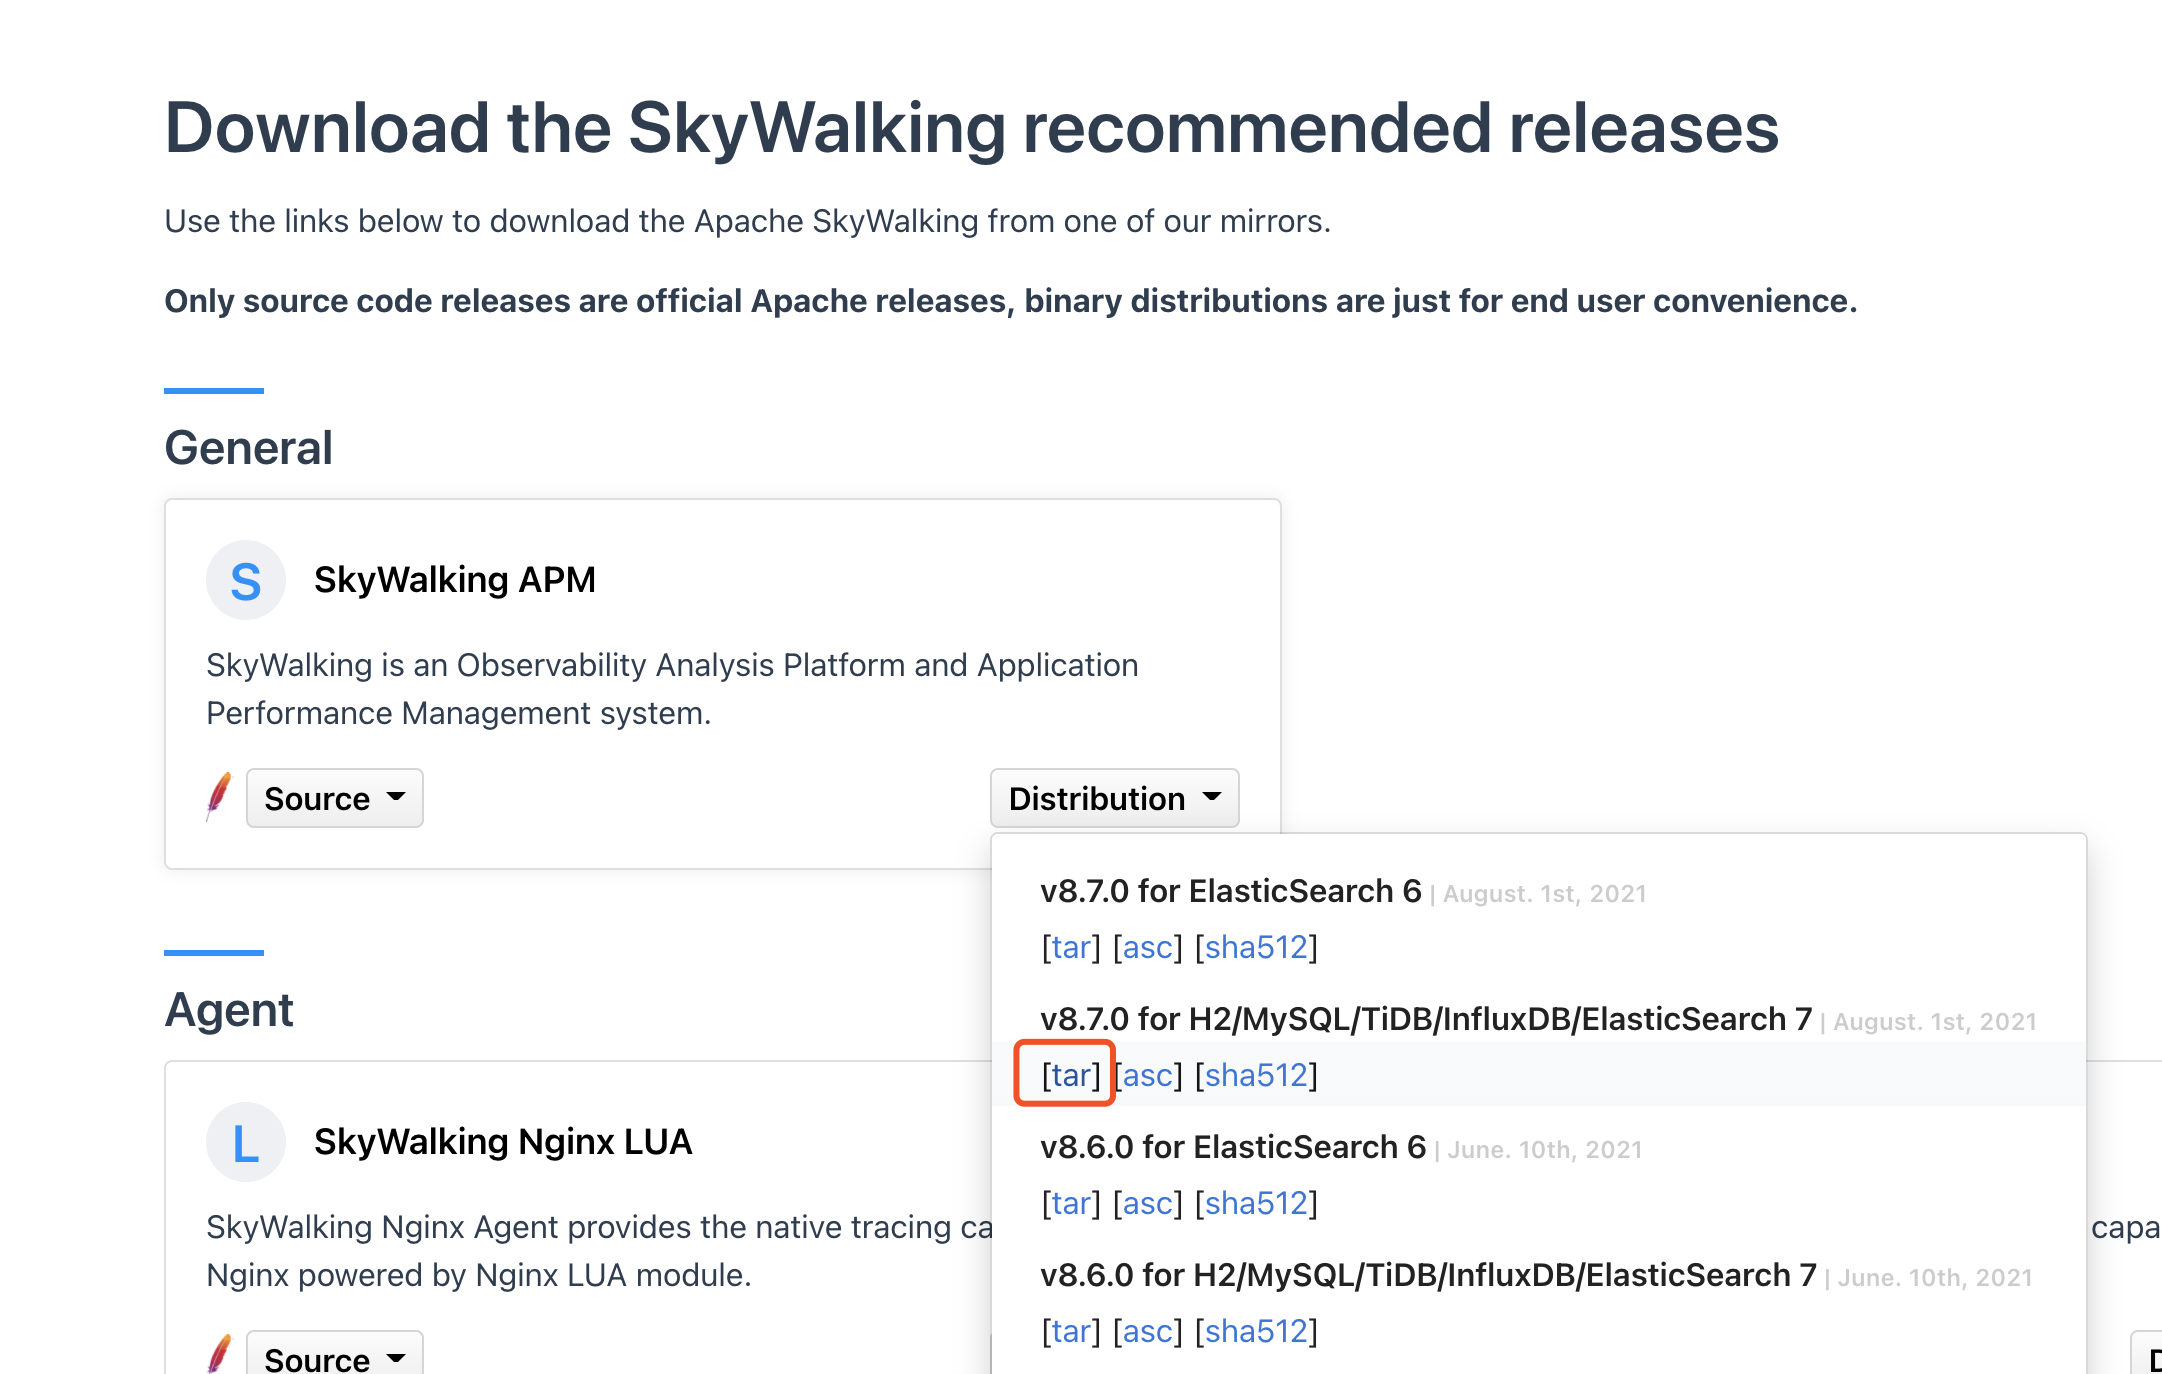 Download the SkyWalking recommended releases
Use the links below to download the Apache SkyWalking from one of our mirrors.
Only source code releases are official Apache releases, binary distributions are just for end user convenience.
General
S
SkyWalking APM
SkyWalking is an Observability Analysis Platform and Application
Performance Management system.
Source
Distribution
v8.7.0 for ElasticSearch 6 | August. 1st, 2021
[tar] [asc] [sha512]
v8.7.0 for H2/MySQL/TiDB/InfluxDB/ElasticSearch 7 | August. 1st, 2021
[tar] [asc] [sha512]
v8.6.0 for ElasticSearch 6 | June. 10th, 2021
[tar] [asc] [sha512]
v8.6.0 for H2/MySQL/TiDB/InfluxDB/ElasticSearch 7 | June. 10th, 2021
[tar] [asc] [sha512]
Agent
L
SkyWalking Nginx LUA
SkyWalking Nginx Agent provides the native tracing ca
Nginx powered by Nginx LUA module.
Source
capa